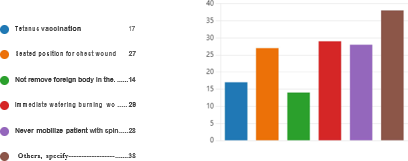 Tetanus vaccination 17
Seated position for chest wound 27
Not remove foreign body in the. ......14
Immediate watering burning wo .....29
Never mobilize patient with spin.....28
Others, specify--------------------......38
40
35
30
25
20
15
10
5
0